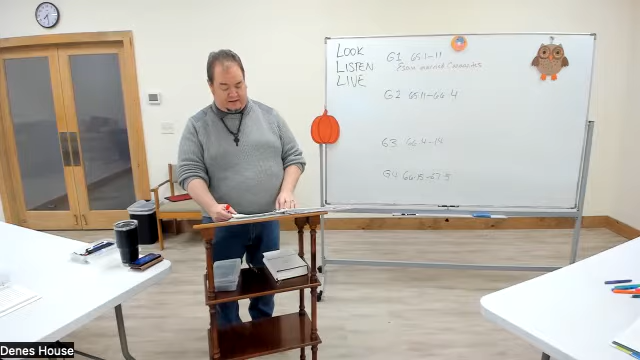 LOOK
LISTEN
LIVE
G1 65:1-11
G2 65:11-66:4
G3 66:4-14
G4 66:15-67:5
Denes House